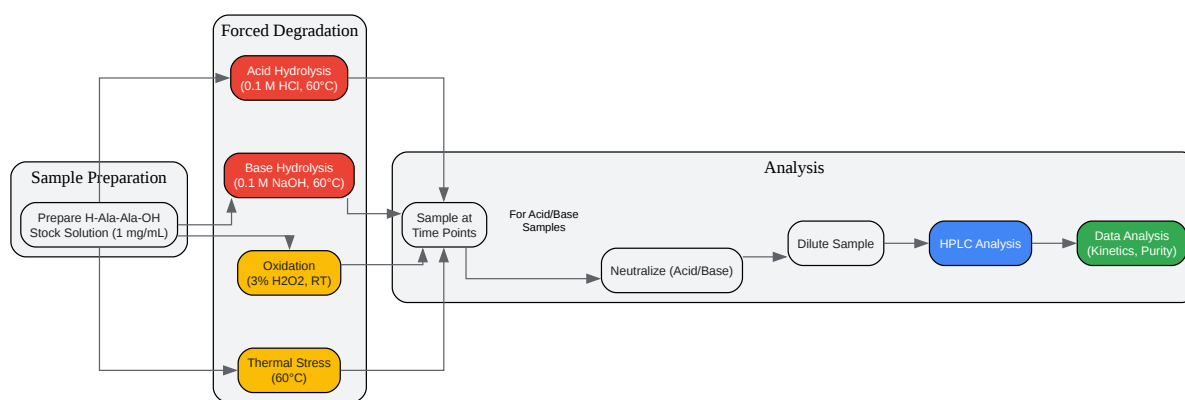 Forced Degradation
Acid Hydrolysis
(0.1 M HCl, 60°C)
Base Hydrolysis
(0.1 M NaOH, 60°C)
Oxidation
(3% H2O2, RT)
Thermal Stress
(60°C)
Sample Preparation
Prepare H-Ala-Ala-OH
Stock Solution (1 mg/mL)
Analysis
Sample at
Time Points
For Acid/Base
Samples
Neutralize (Acid/Base)
Dilute Sample
HPLC Analysis
Data Analysis
(Kinetics, Purity)